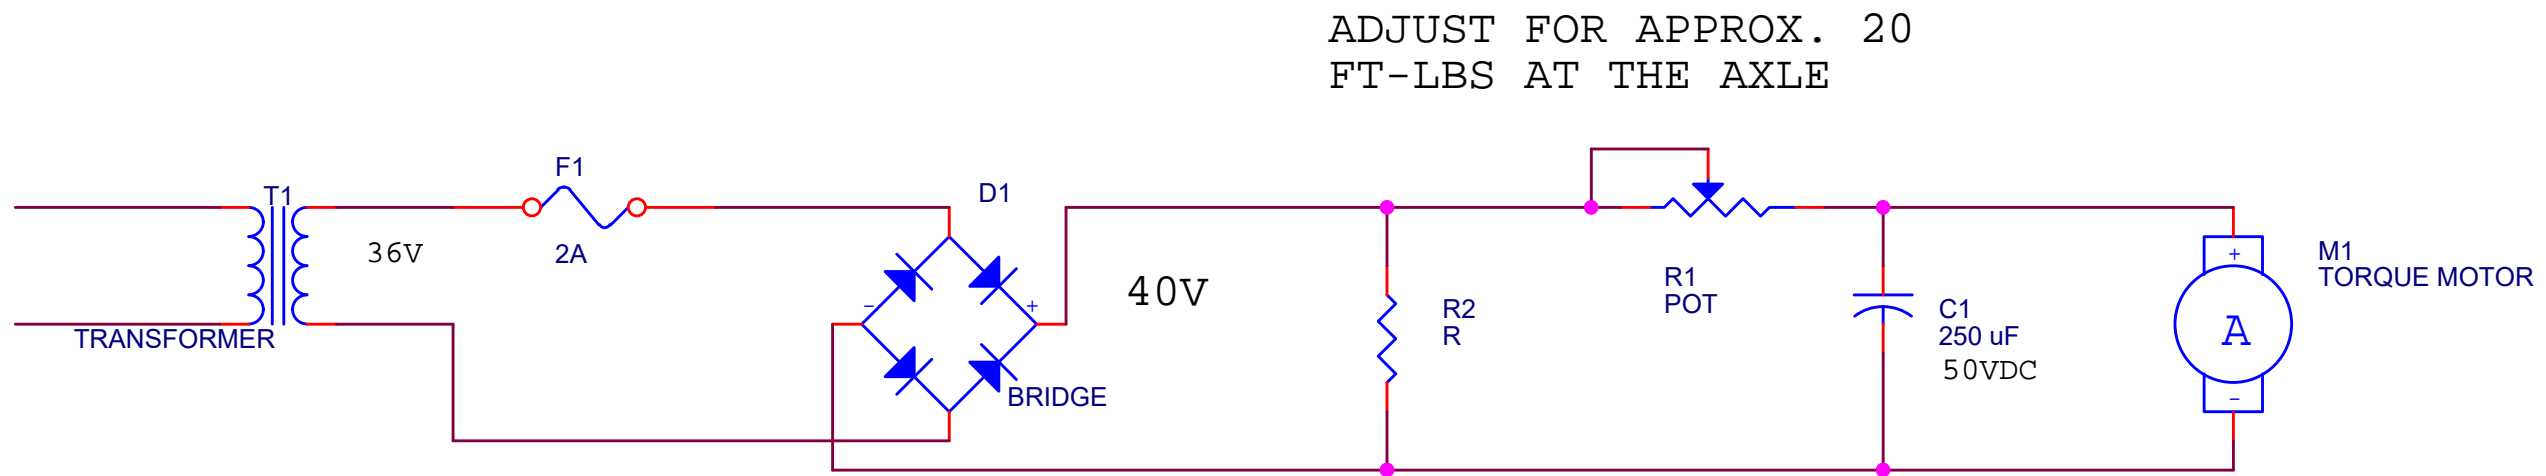 ADJUST FOR APPROX. 20
FT-LBS AT THE AXLE
T1
TRANSFORMER
36V
F1
2A
D1
-
+
BRIDGE
40V
R2
R
R1
POT
C1
250 uF
50VDC
+
A
-
M1
TORQUE MOTOR